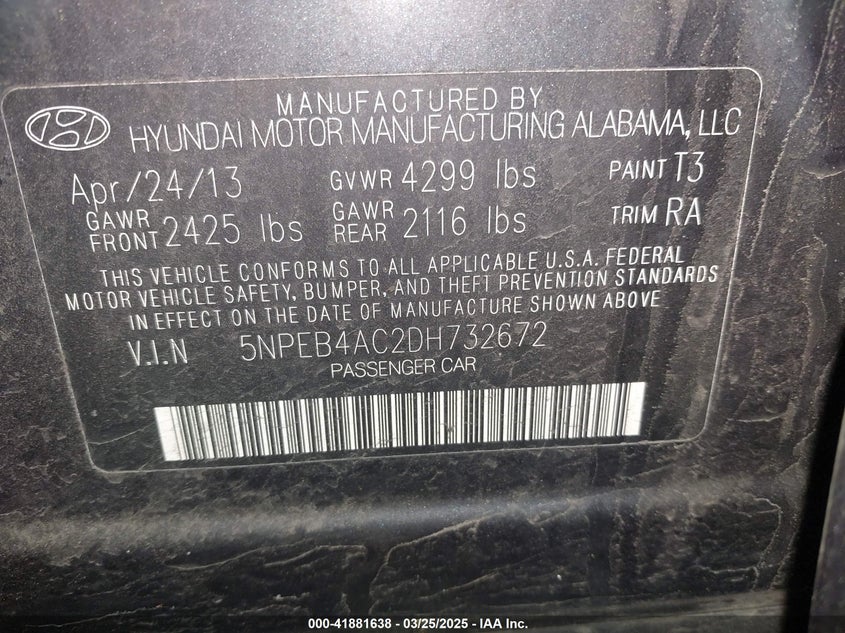 MANUFACTURED BY
HYUNDAI MOTOR MANUFACTURING ALABAMA, LLC
Apr/24/13 GVWR 4299 lbs PAINT T3
GAWR FRONT 2425 lbs GAWR REAR 2116 lbs TRIM RA
THIS VEHICLE CONFORMS TO ALL APPLICABLE U.S.A. FEDERAL
MOTOR VEHICLE SAFETY, BUMPER, AND THEFT PREVENTION STANDARDS
IN EFFECT ON THE DATE OF MANUFACTURE SHOWN ABOVE
V.I.N 5NPEB4AC2DH732672
PASSENGER CAR
000-41881638 - 03/25/2025 - IAA Inc.